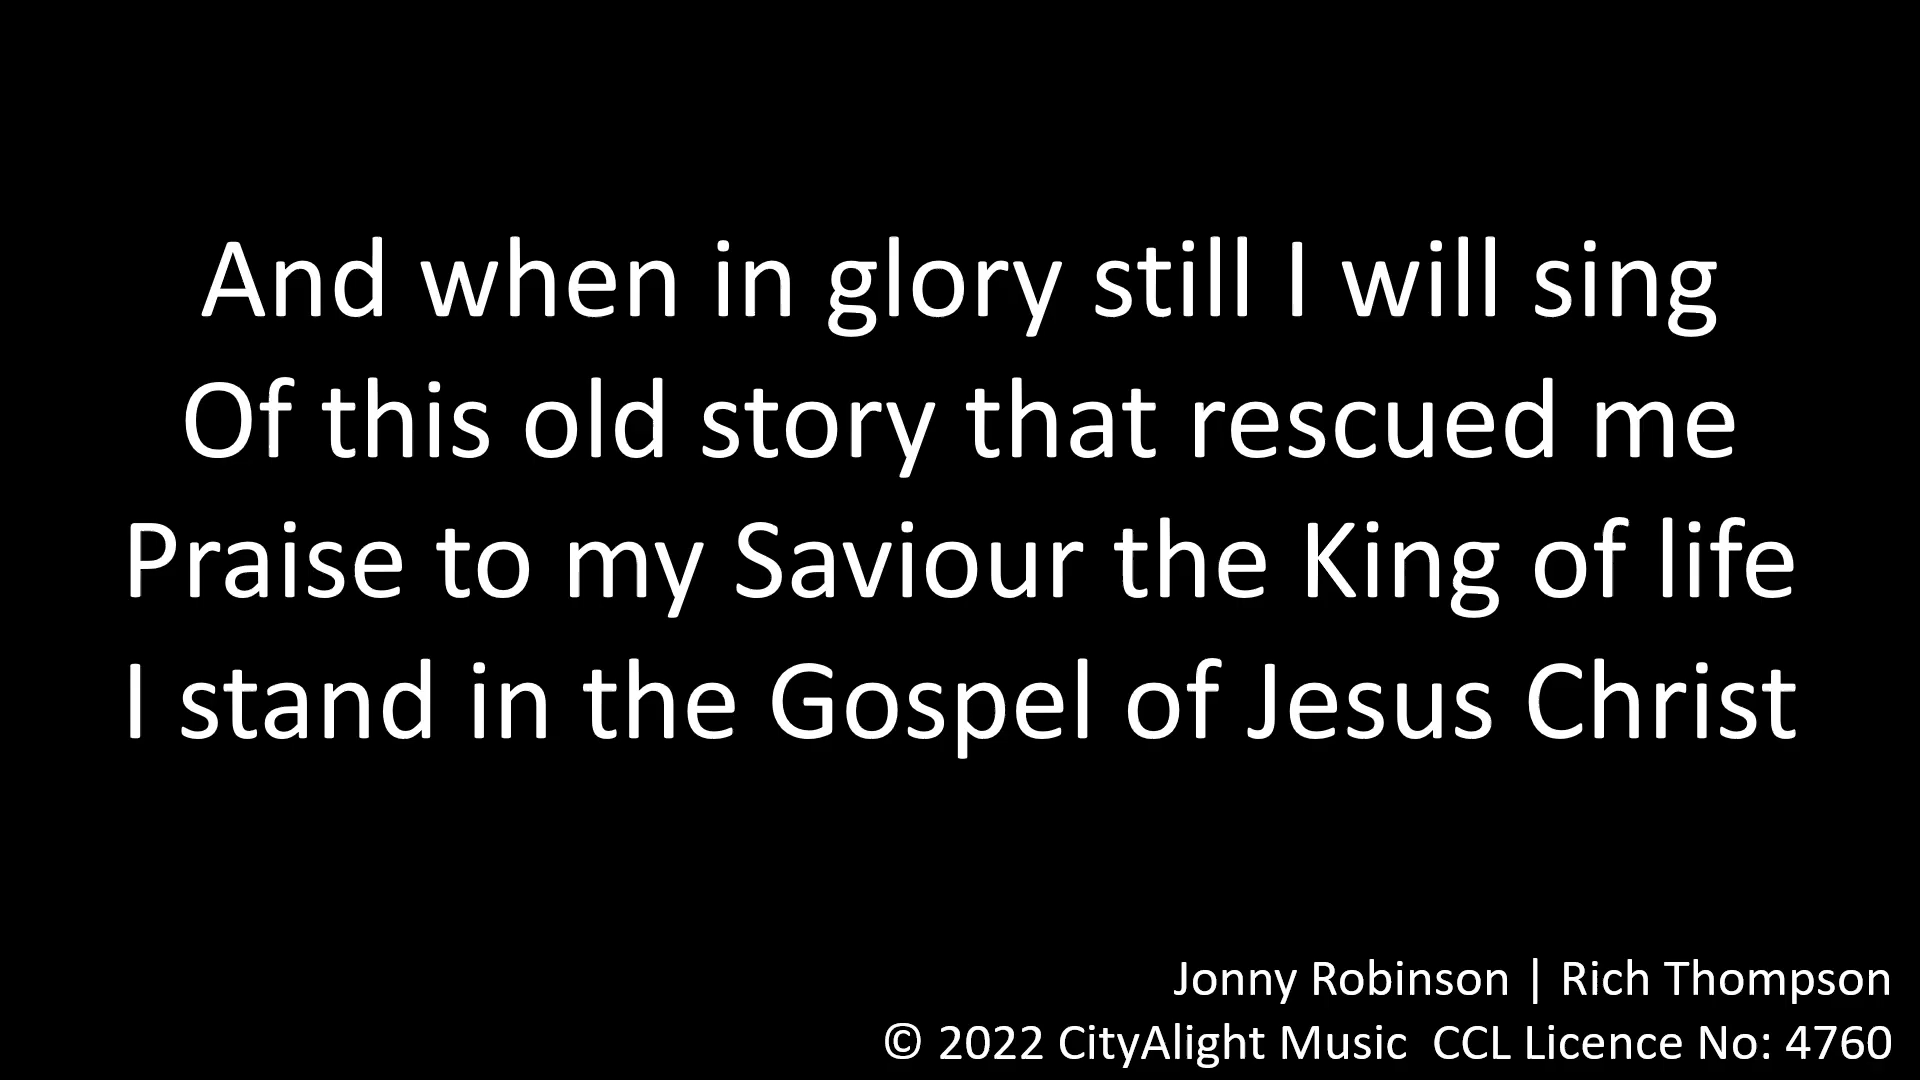 And when in glory still I will sing
Of this old story that rescued me
Praise to my Saviour the King of life
I stand in the Gospel of Jesus Christ
Jonny Robinson | Rich Thompson
© 2022 CityAlight Music  CCL Licence No: 4760